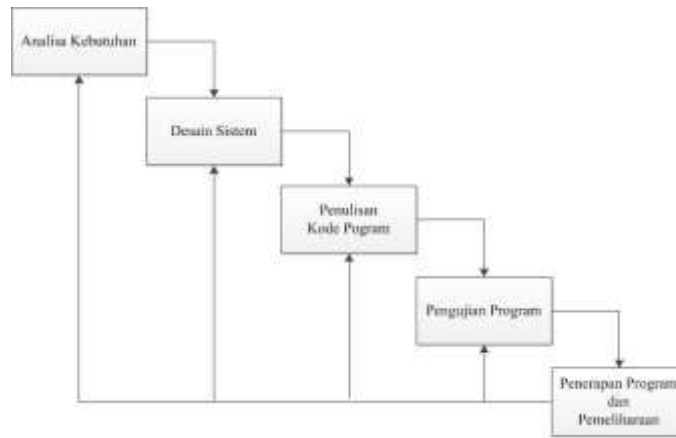 Analisa Kebutuhan
Desain Sistem
Penulisan
Kode Pogram
Pengujian Program
Penerapan Program
dan
Pemeliharaan